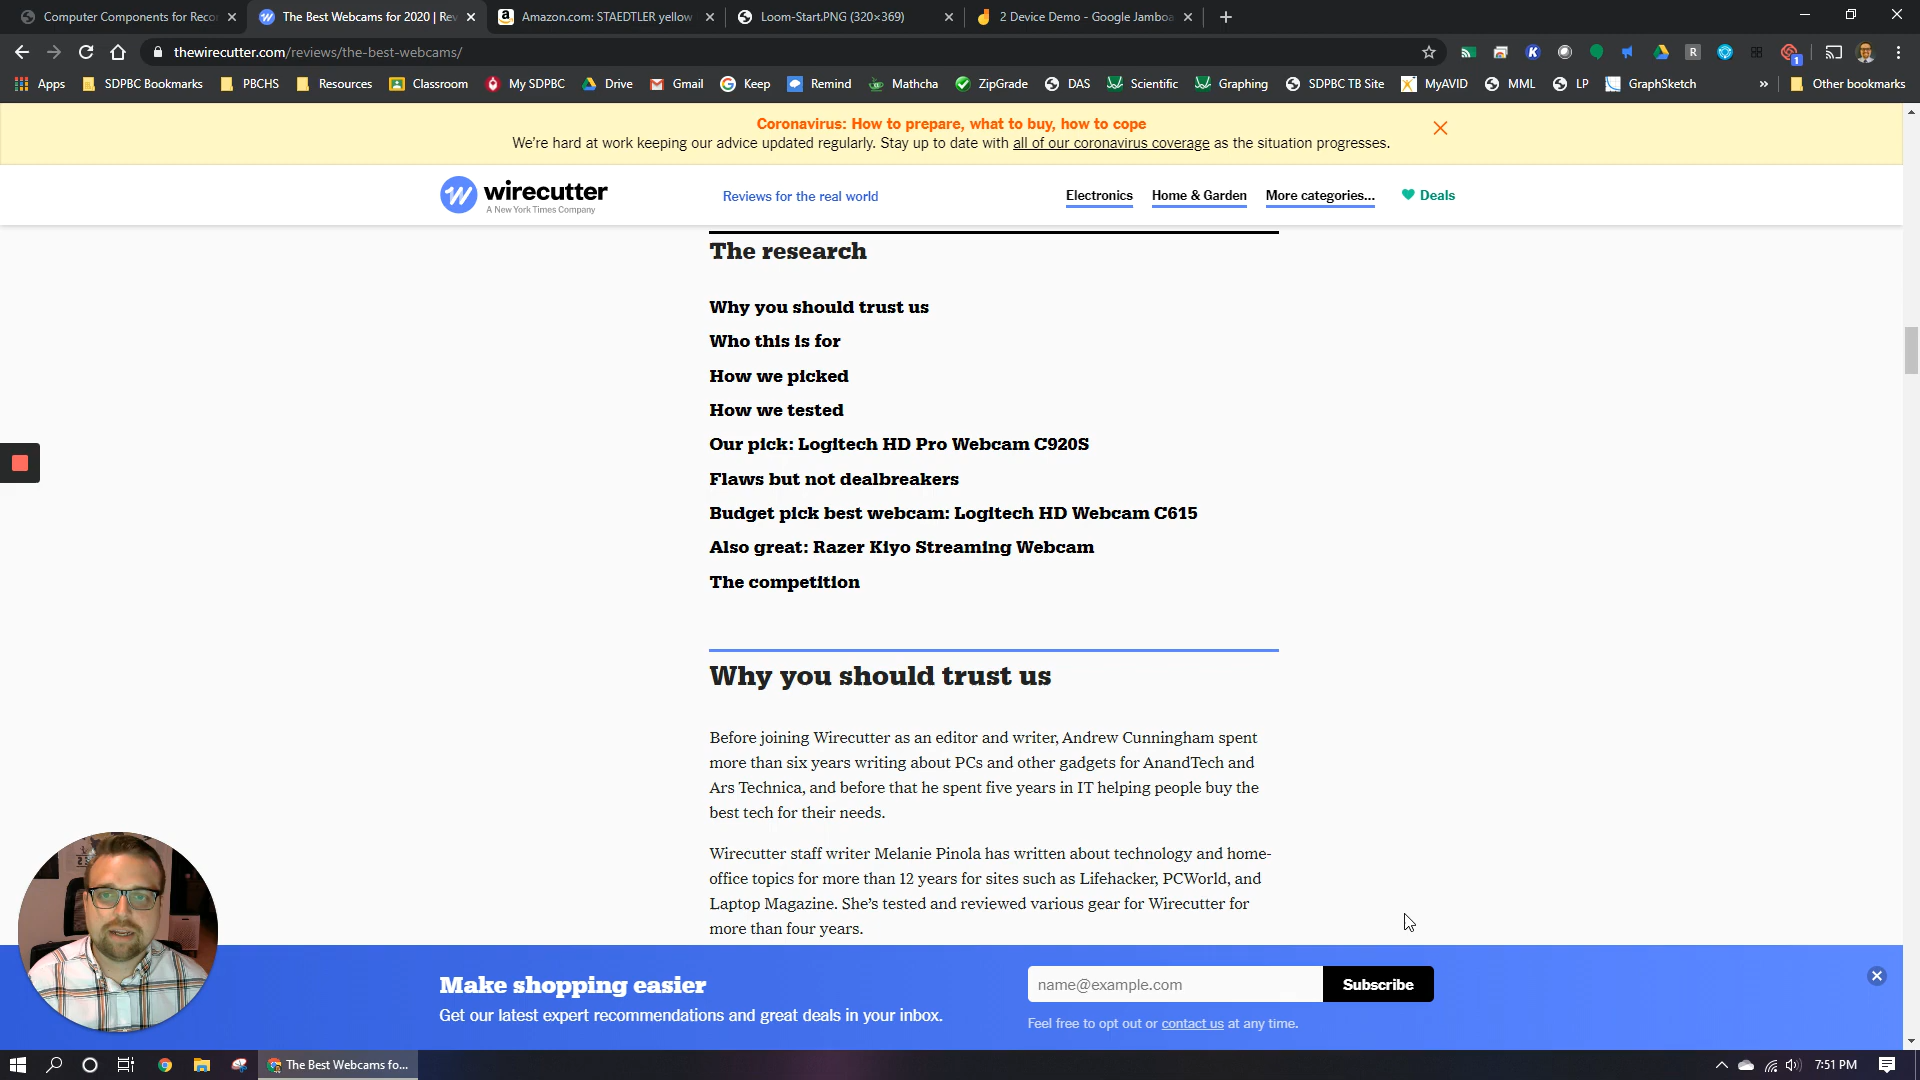 Computer Components for Recor
The Best Webcams for 2020 | Rev
Amazon.com: STAEDTLER yellow
Loom-Start.PNG (320×369)
2 Device Demo - Google Jamboa
thewirecutter.com/reviews/the-best-webcams/
Apps
SDPBC Bookmarks
PBCHS
Resources
Classroom
My SDPBC
Drive
Gmail
Keep
Remind
Mathcha
ZipGrade
DAS
Scientific
Graphing
SDPBC TB Site
MyAVID
MML
LP
GraphSketch
»
Other bookmarks
Coronavirus: How to prepare, what to buy, how to cope
We're hard at work keeping our advice updated regularly. Stay up to date with all of our coronavirus coverage as the situation progresses.
wirecutter
A New York Times Company
Reviews for the real world
Electronics
Home & Garden
More categories...
Deals
The research
Why you should trust us
Who this is for
How we picked
How we tested
Our pick: Logitech HD Pro Webcam C920S
Flaws but not dealbreakers
Budget pick best webcam: Logitech HD Webcam C615
Also great: Razer Kiyo Streaming Webcam
The competition
Why you should trust us
Before joining Wirecutter as an editor and writer, Andrew Cunningham spent
more than six years writing about PCs and other gadgets for AnandTech and
Ars Technica, and before that he spent five years in IT helping people buy the
best tech for their needs.
Wirecutter staff writer Melanie Pinola has written about technology and home-
office topics for more than 12 years for sites such as Lifehacker, PCWorld, and
Laptop Magazine. She's tested and reviewed various gear for Wirecutter for
more than four years.
Make shopping easier
Get our latest expert recommendations and great deals in your inbox.
name@example.com
Subscribe
Feel free to opt out or contact us at any time.
The Best Webcams fo...
7:51 PM